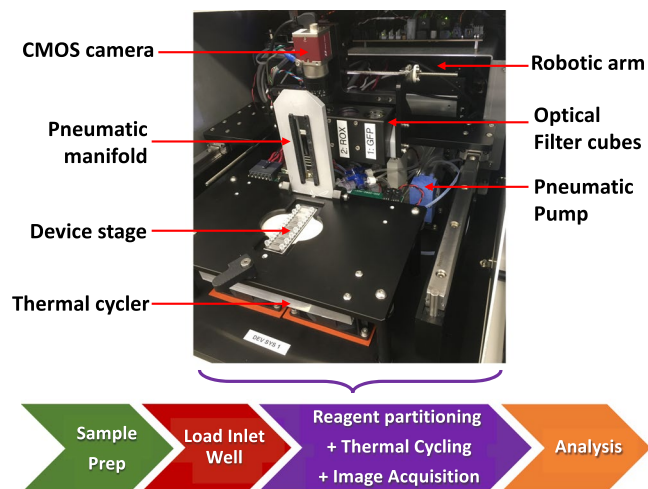 CMOS camera
Robotic arm
Pneumatic
manifold
Optical
Filter cubes
2: ROX
1: GFP
Pneumatic
Pump
Device stage
Thermal cycler
DEV SYS 1
Sample
Prep
Load Inlet
Well
Reagent partitioning
+ Thermal Cycling
+ Image Acquisition
Analysis